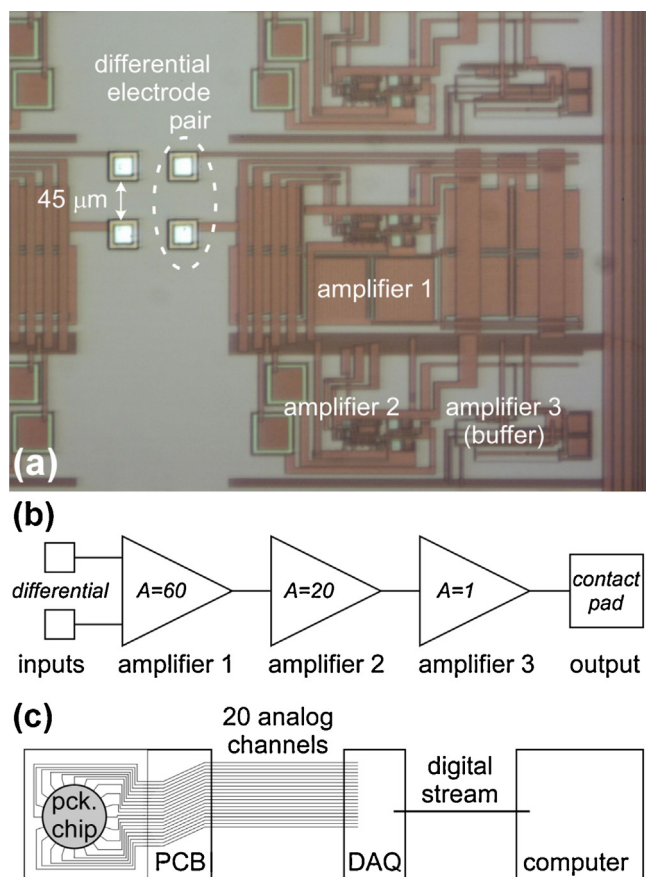 differential
electrode
pair
45 μm
amplifier 1
amplifier 2
amplifier 3
(buffer)
(a)
(b)
differential
A=60
A=20
A=1
contact
pad
inputs
amplifier 1
amplifier 2
amplifier 3
output
(c)
20 analog
channels
digital
stream
pck.
chip
PCB
DAQ
computer